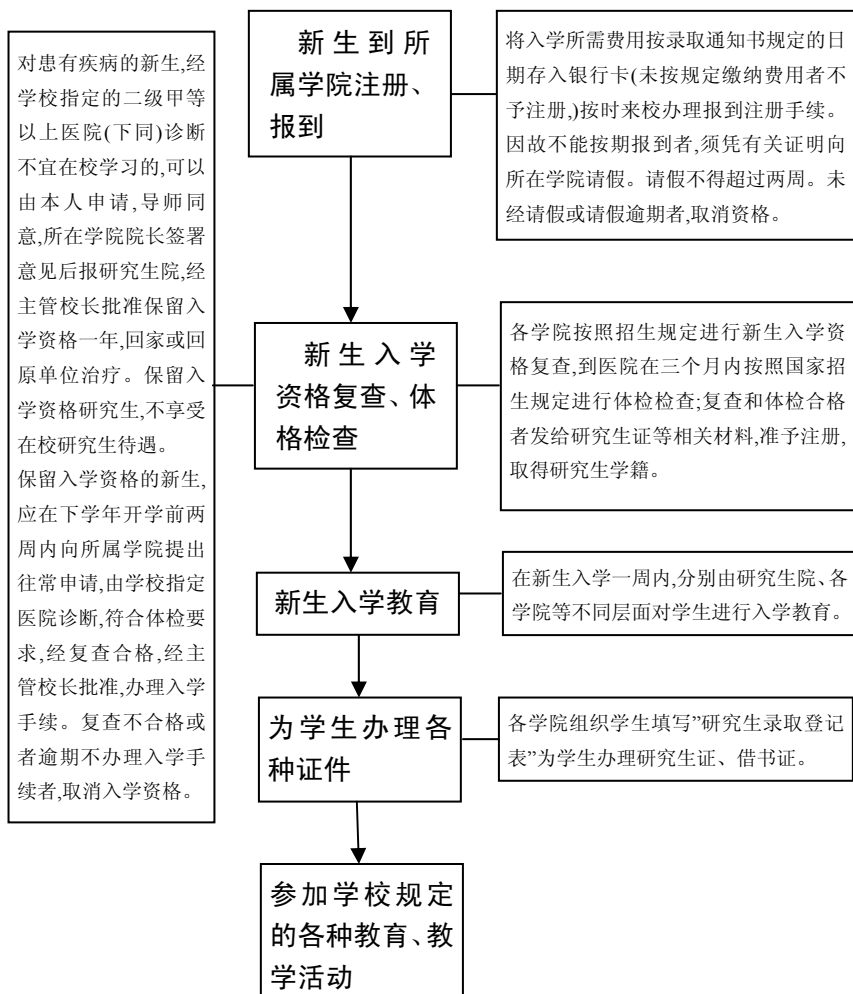 新生到所
属学院注册、
报到
将入学所需费用按录取通知书规定的日
期存入银行卡(未按规定缴纳费用者不
予注册,)按时来校办理报到注册手续。
因故不能按期报到者,须凭有关证明向
所在学院请假。请假不得超过两周。未
经请假或请假逾期者,取消资格。
对患有疾病的新生,经
学校指定的二级甲等
以上医院(下同)诊断
不宜在校学习的,可以
由本人申请,导师同
意,所在学院院长签署
意见后报研究生院,经
主管校长批准保留入
学资格一年,回家或回
原单位治疗。保留入
学资格研究生,不享受
在校研究生待遇。
保留入学资格的新生,
应在下学年开学前两
周内向所属学院提出
往常申请,由学校指定
医院诊断,符合体检要
求,经复查合格,经主
管校长批准,办理入学
手续。复查不合格或
者逾期不办理入学手
续者,取消入学资格。
新生入学
资格复查、体
格检查
各学院按照招生规定进行新生入学资
格复查,到医院在三个月内按照国家招
生规定进行体检检查;复查和体检合格
者发给研究生证等相关材料,准予注册,
取得研究生学籍。
新生入学教育
在新生入学一周内,分别由研究生院、各
学院等不同层面对学生进行入学教育。
为学生办理各
种证件
各学院组织学生填写”研究生录取登记
表”为学生办理研究生证、借书证。
参加学校规定
的各种教育、教
学活动